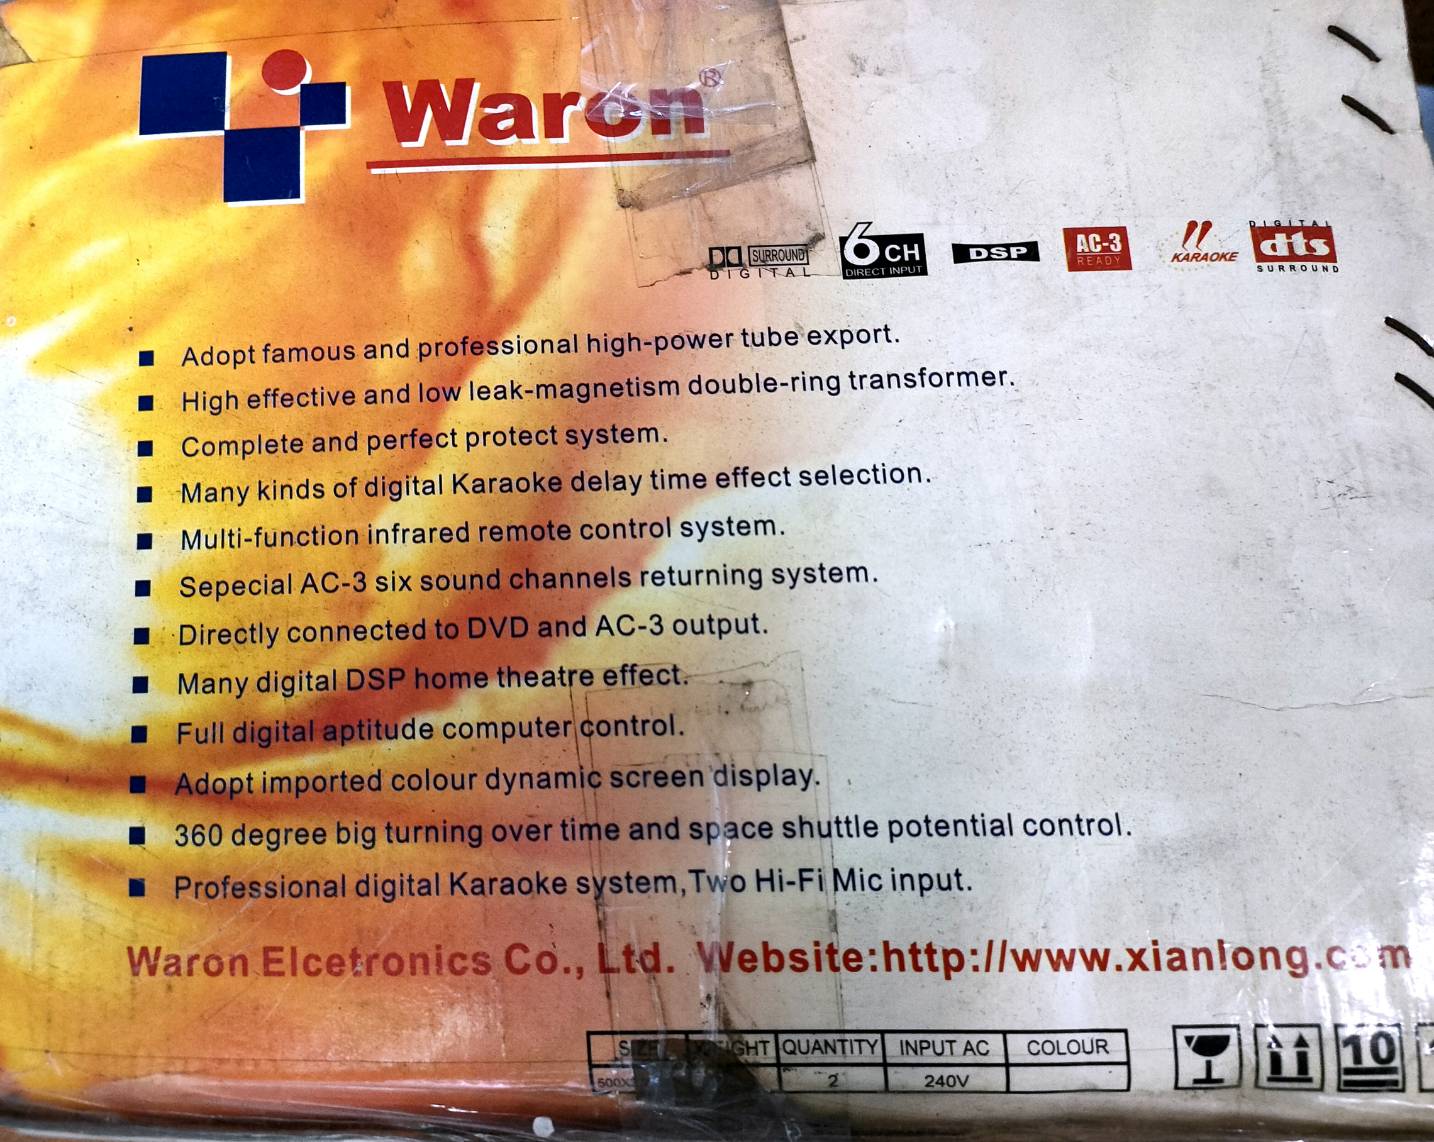 Waron®
SURROUND
DIGITAL
6 CH
DIRECT INPUT
DSP
AC-3
READY
KARAOKE
DIGITAL
dts
SURROUND
■ Adopt famous and professional high-power tube export.
■ High effective and low leak-magnetism double-ring transformer.
■ Complete and perfect protect system.
■ Many kinds of digital Karaoke delay time effect selection.
■ Multi-function infrared remote control system.
■ Sepecial AC-3 six sound channels returning system.
■ Directly connected to DVD and AC-3 output.
■ Many digital DSP home theatre effect.
■ Full digital aptitude computer control.
■ Adopt imported colour dynamic screen display.
■ 360 degree big turning over time and space shuttle potential control.
■ Professional digital Karaoke system,Two Hi-Fi Mic input.
Waron Elcetronics Co., Ltd. Website:http://www.xianlong.com
SIZE QUANTITY INPUT AC COLOUR
2 240V
10